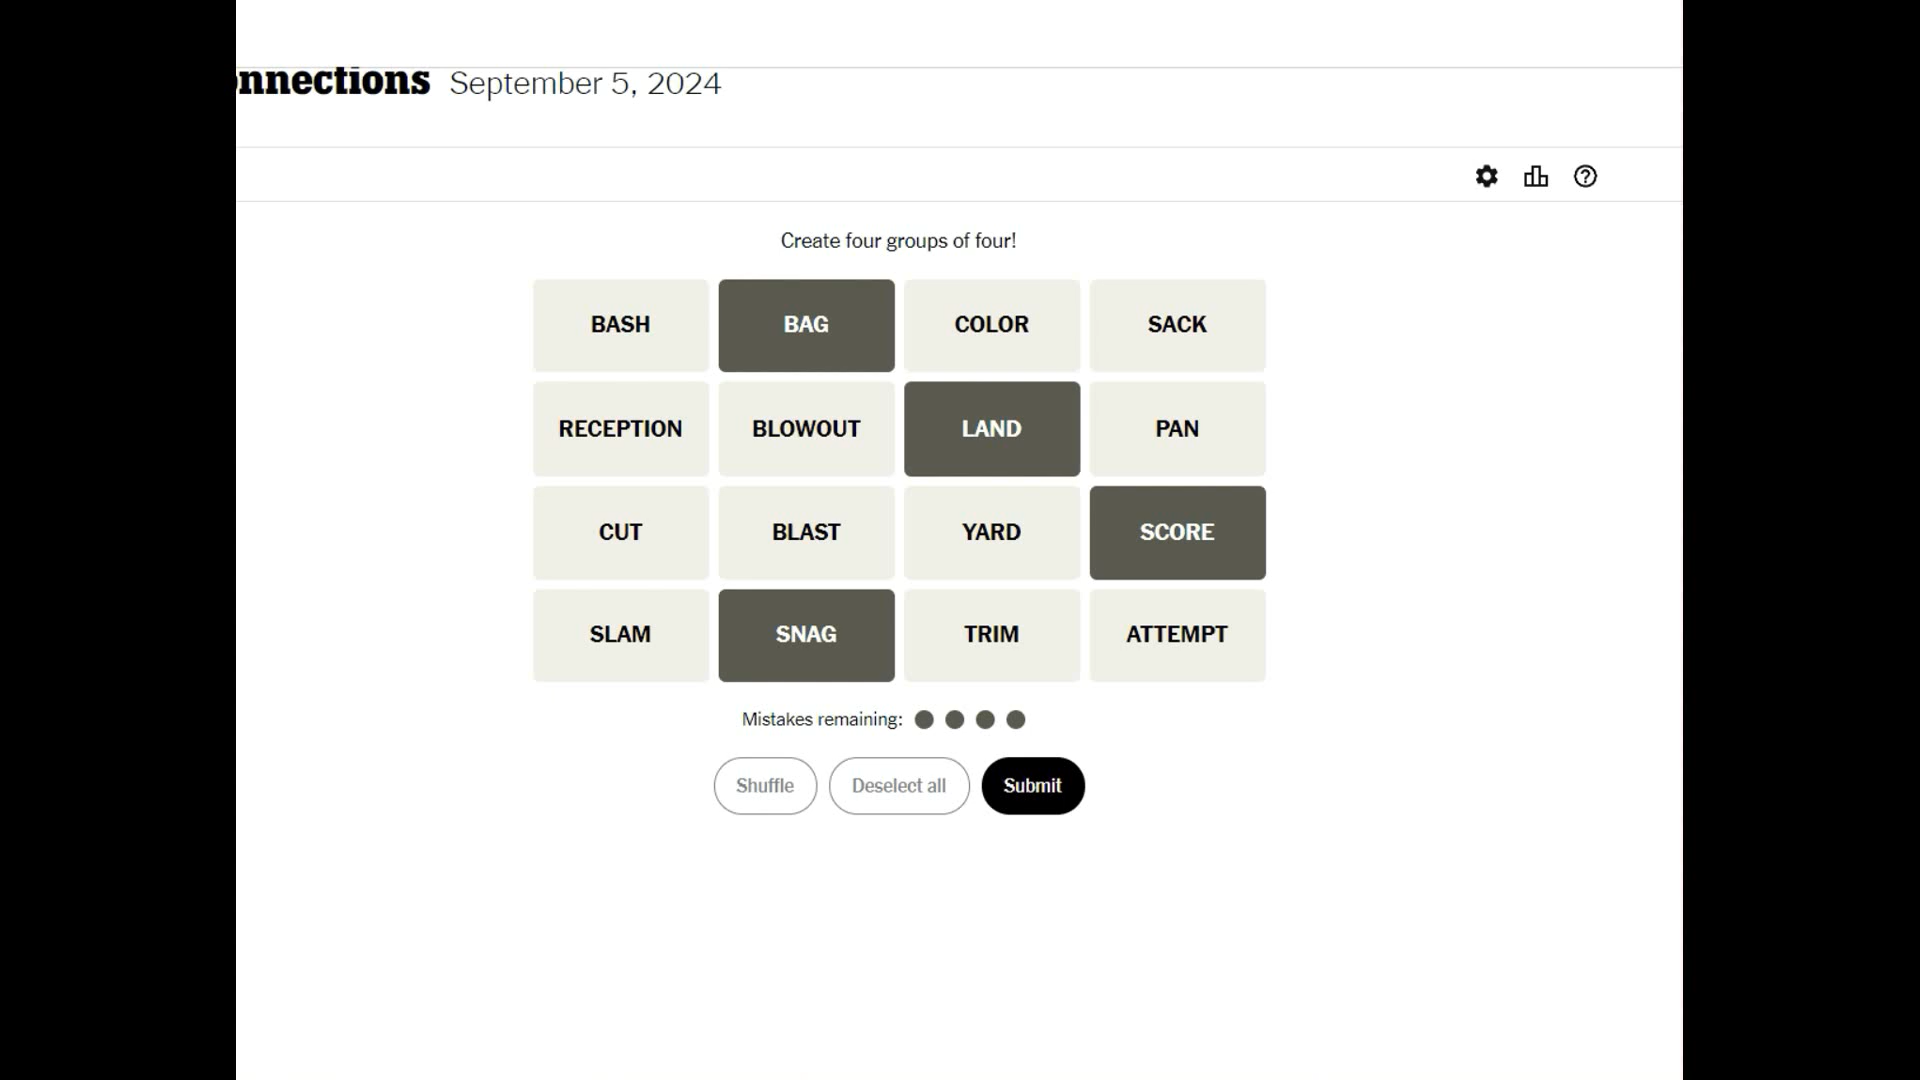 onnections September 5, 2024
Create four groups of four!
BASH BAG COLOR SACK
RECEPTION BLOWOUT LAND PAN
CUT BLAST YARD SCORE
SLAM SNAG TRIM ATTEMPT
Mistakes remaining:
Shuffle Deselect all Submit